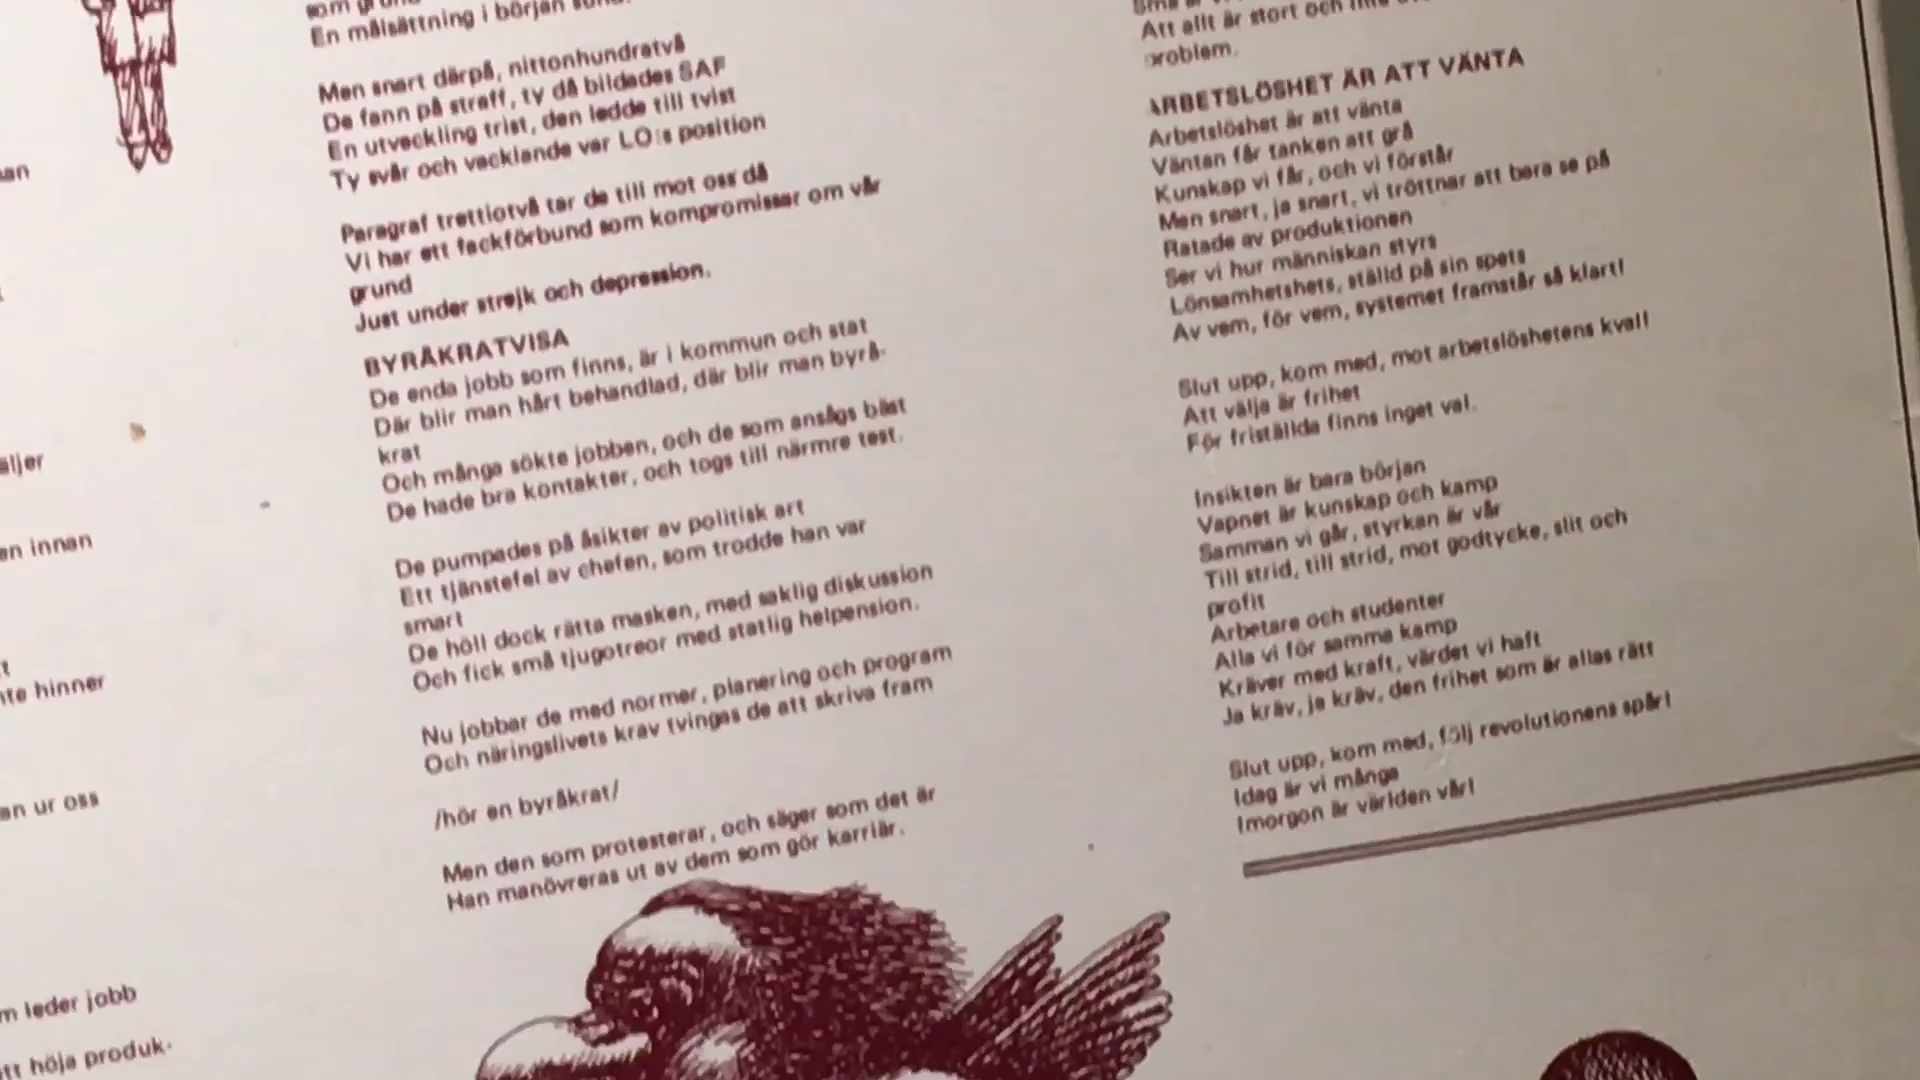 an
äljer
en innan
t
nte hinner
an ur oss
m leder jobb
tt höja produk-
En målsättning i början
Men snart därpå, nittonhundratvå
De fann på straff, ty då bildades SAF
En utveckling trist, den ledde till tvist
Ty svår och vacklande var LO:s position
Paragraf trettiotvå tar de till mot oss då
Vi har ett fackförbund som kompromissar om vår
grund
Just under strejk och depression.
BYRÅKRATVISA
De enda jobb som finns, är i kommun och stat
Där blir man hårt behandlad, där blir man byrå-
krat
Och många sökte jobben, och de som ansågs bäst
De hade bra kontakter, och togs till närmre test.
De pumpades på åsikter av politisk art
Ett tjänstefel av chefen, som trodde han var
smart
De höll dock rätta masken, med saklig diskussion
Och fick små tjugotreor med statlig helpension.
Nu jobbar de med normer, planering och program
Och näringslivets krav tvingas de att skriva fram
/hör en byråkrat/
Men den som protesterar, och säger som det är
Han manövreras ut av dem som gör karriär.
Att allt är stort och
problem.
ARBETSLÖSHET ÄR ATT VÄNTA
Arbetslöshet är att vänta
Väntan får tanken att grå
Kunskap vi får, och vi förstår
Men snart, ja snart, vi tröttnar att bara se på
Ratade av produktionen
Ser vi hur människan styrs
Lönsamhetshets, ställd på sin spets
Av vem, för vem, systemet framstår så klart!
Slut upp, kom med, mot arbetslöshetens kval!
Att välja är frihet
För friställda finns inget val.
Insikten är bara början
Vapnet är kunskap och kamp
Samman vi går, styrkan är vår
Till strid, till strid, mot godtycke, slit och
profit
Arbetare och studenter
Alla vi för samma kamp
Kräver med kraft, värdet vi haft
Ja kräv, ja kräv, den frihet som är allas rätt
Slut upp, kom med, följ revolutionens spår!
Idag är vi många
Imorgon är världen vår!